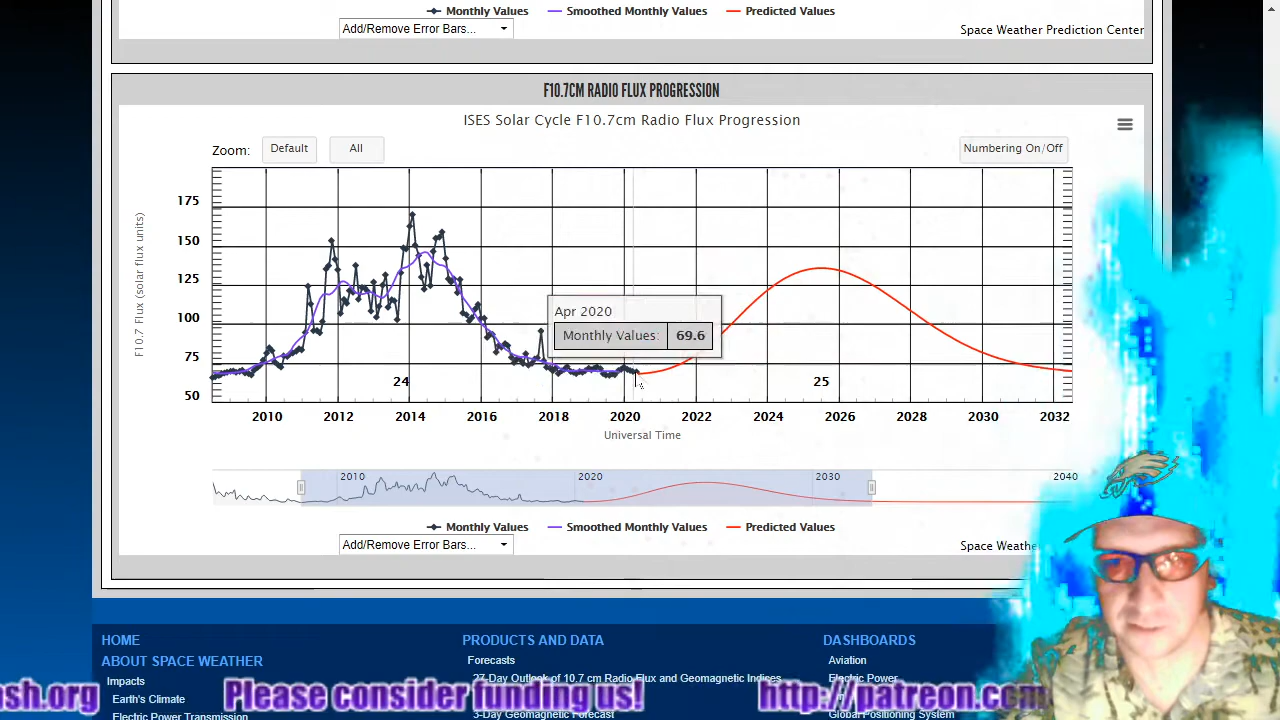 Monthly Values Smoothed Monthly Values Predicted Values
Add/Remove Error Bars...
Space Weather Prediction Center
F10.7CM RADIO FLUX PROGRESSION
ISES Solar Cycle F10.7cm Radio Flux Progression
Zoom: Default All Numbering On/Off
175
150
125
100
75
50
F10.7 Flux (solar flux units)
Apr 2020
Monthly Values: 69.6
24 25
2010 2012 2014 2016 2018 2020 2022 2024 2026 2028 2030 2032
Universal Time
2010 2020 2030 2040
Monthly Values Smoothed Monthly Values Predicted Values
Add/Remove Error Bars...
Space Weather
HOME PRODUCTS AND DATA DASHBOARDS
ABOUT SPACE WEATHER Forecasts Aviation
Impacts 27-Day Outlook of 10.7 cm Radio Flux and Geomagnetic Indices Electric Power
Earth's Climate
Electric Power Transmission 3-Day Geomagnetic Forecast Global Positioning System
sh.org Please consider funding us! http://patreon.com